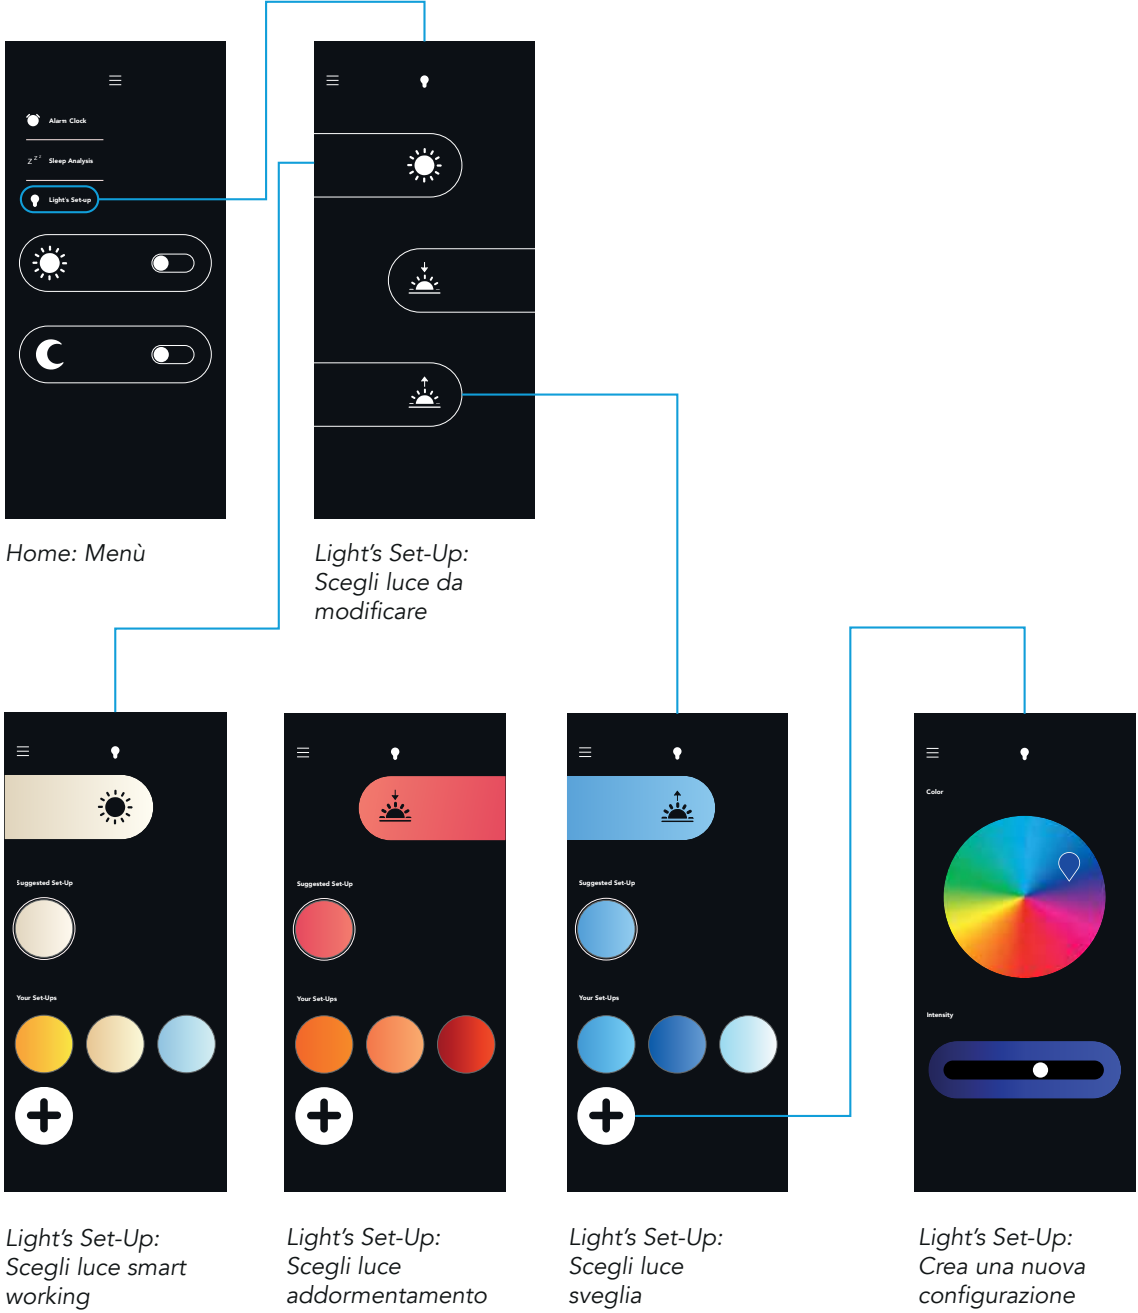 Alarm Clock
z z z Sleep Analysis
Light's Set-up
Home: Menù
Light's Set-Up:
Scegli luce da
modificare
Suggested Set-Up
Your Set-Ups
Light's Set-Up:
Scegli luce smart
working
Suggested Set-Up
Your Set-Ups
Light's Set-Up:
Scegli luce
addormentamento
Suggested Set-Up
Your Set-Ups
Light's Set-Up:
Scegli luce
sveglia
Color
Intensity
Light's Set-Up:
Crea una nuova
configurazione